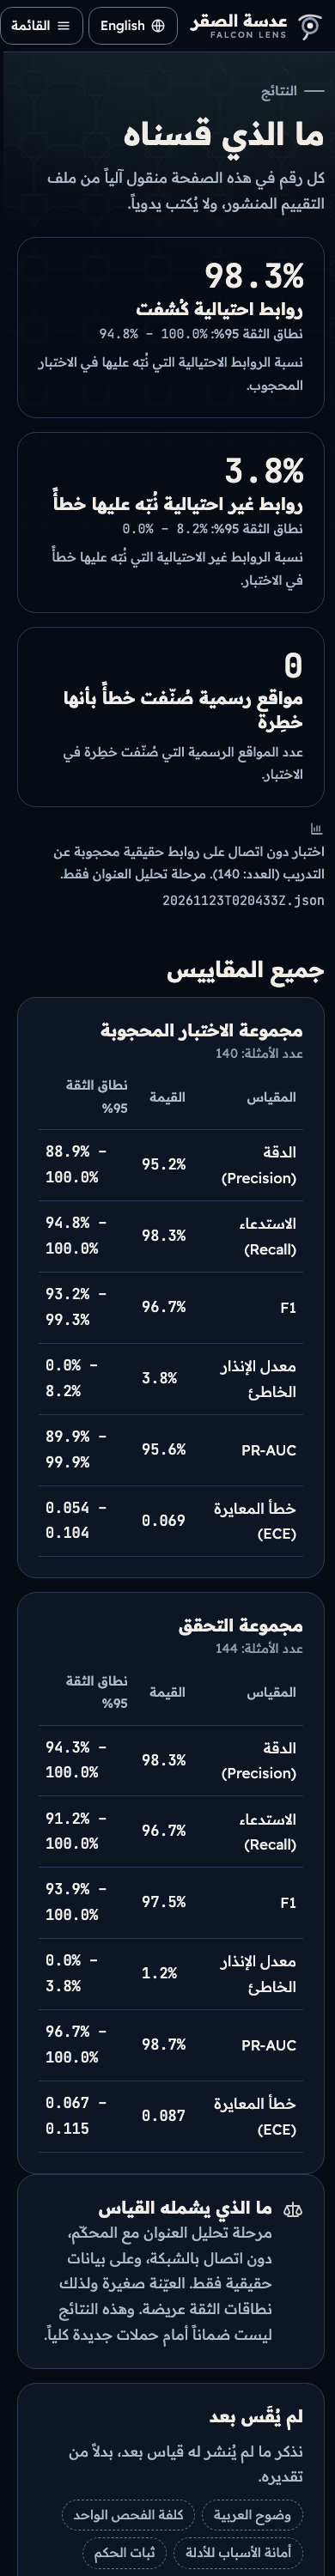 عدسة الصقر
FALCON LENS
English
القائمة
النتائج
ما الذي قسناه
كل رقم في هذه الصفحة منقول آلياً من ملف
التقييم المنشور، ولا يُكتب يدوياً.
98.3%
روابط احتيالية كُشفت
نطاق الثقة 95%: 94.8% – 100.0%
نسبة الروابط الاحتيالية التي نُبّه عليها في الاختبار
المحجوب.
3.8%
روابط غير احتيالية نُبّه عليها خطأً
نطاق الثقة 95%: 0.0% – 8.2%
نسبة الروابط غير الاحتيالية التي نُبّه عليها خطأً
في الاختبار.
0
مواقع رسمية صُنّفت خطأً بأنها
خطِرة
عدد المواقع الرسمية التي صُنّفت خطِرة في
الاختبار.
اختبار دون اتصال على روابط حقيقية محجوبة عن
التدريب (العدد: 140). مرحلة تحليل العنوان فقط.
20261123T020433Z.json
جميع المقاييس
مجموعة الاختبار المحجوبة
عدد الأمثلة: 140
المقياس القيمة نطاق الثقة
95%
الدقة 95.2% 88.9% –
(Precision) 100.0%
الاستدعاء 98.3% 94.8% –
(Recall) 100.0%
F1 96.7% 93.2% –
99.3%
معدل الإنذار 3.8% 0.0% –
الخاطئ 8.2%
PR-AUC 95.6% 89.9% –
99.9%
خطأ المعايرة 0.069 0.054 –
(ECE) 0.104
مجموعة التحقق
عدد الأمثلة: 144
المقياس القيمة نطاق الثقة
95%
الدقة 98.3% 94.3% –
(Precision) 100.0%
الاستدعاء 96.7% 91.2% –
(Recall) 100.0%
F1 97.5% 93.9% –
100.0%
معدل الإنذار 1.2% 0.0% –
الخاطئ 3.8%
PR-AUC 98.7% 96.7% –
100.0%
خطأ المعايرة 0.087 0.067 –
(ECE) 0.115
ما الذي يشمله القياس
مرحلة تحليل العنوان مع المحكّم،
دون اتصال بالشبكة، وعلى بيانات
حقيقية فقط. العيّنة صغيرة ولذلك
نطاقات الثقة عريضة. وهذه النتائج
ليست ضماناً أمام حملات جديدة كلياً.
لم يُقَس بعد
نذكر ما لم يُنشر له قياس بعد، بدلاً من
تقديره.
وضوح العربية
كلفة الفحص الواحد
أمانة الأسباب للأدلة
ثبات الحكم